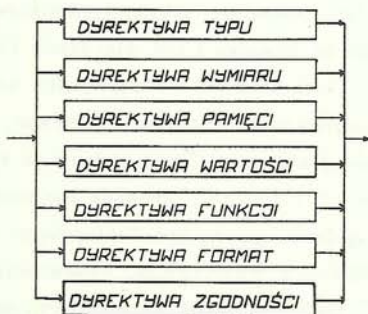 DYREKTYWA TYPU
DYREKTYWA WYMIARU
DYREKTYWA PAMIĘCI
DYREKTYWA WARTOŚCI
DYREKTYWA FUNKCJI
DYREKTYWA FORMAT
DYREKTYWA ZGODNOŚCI